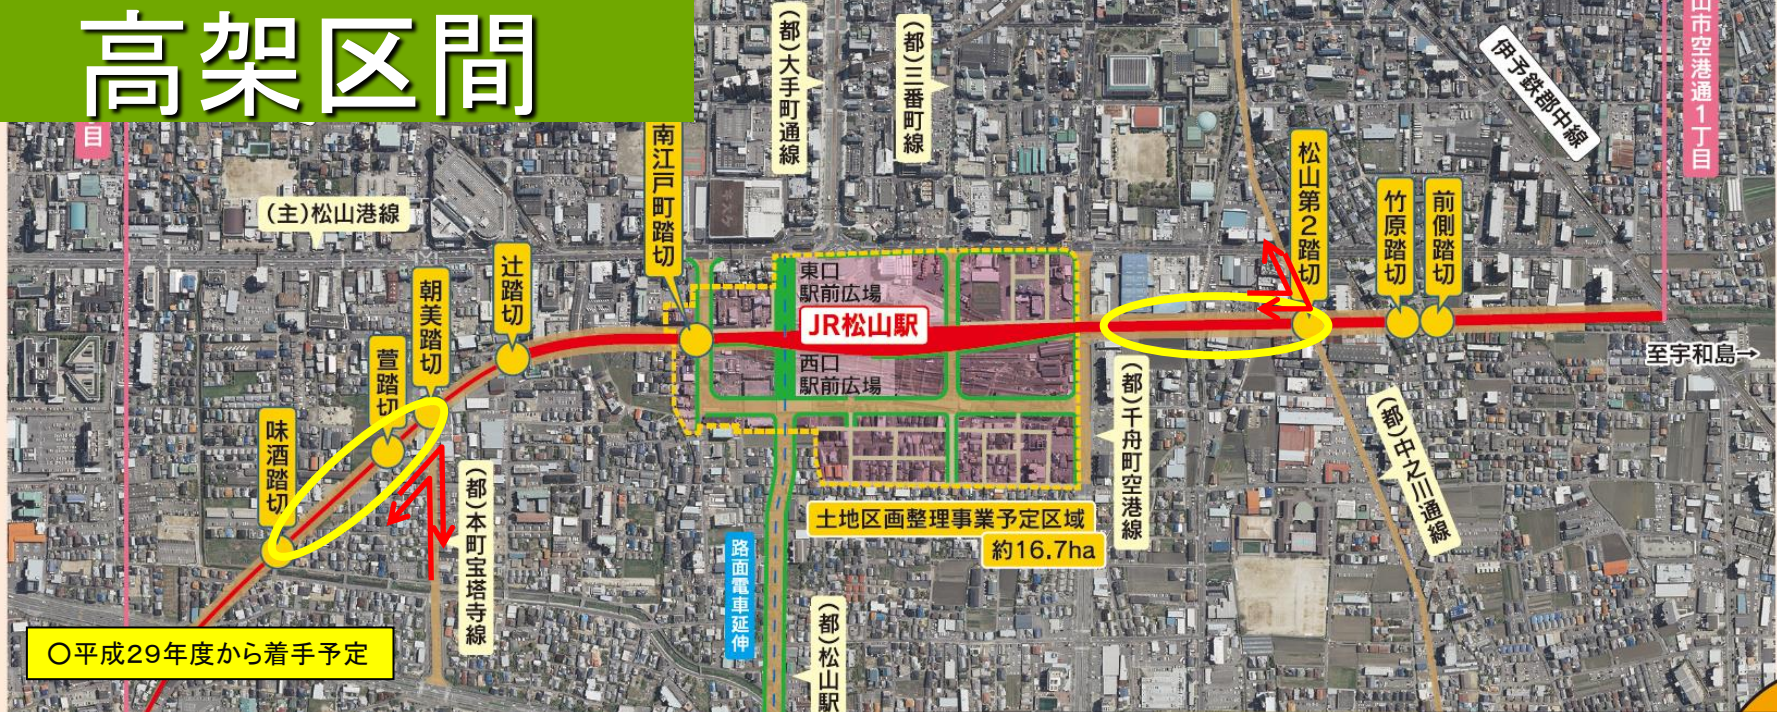 高架区間
目
(主)松山港線
南江戸町踏切
(都)大手町通線
(都)三番町線
伊予鉄郡中線
山市空港通1丁目
松山第2踏切
竹原踏切
前側踏切
辻踏切
朝美踏切
萱踏切
味酒踏切
東口
駅前広場
JR松山駅
西口
駅前広場
至宇和島→
(都)千舟町空港線
(都)中之川通線
(都)本町宝塔寺線
土地区画整理事業予定区域
約16.7ha
路面電車延伸
(都)松山駅
〇平成29年度から着手予定